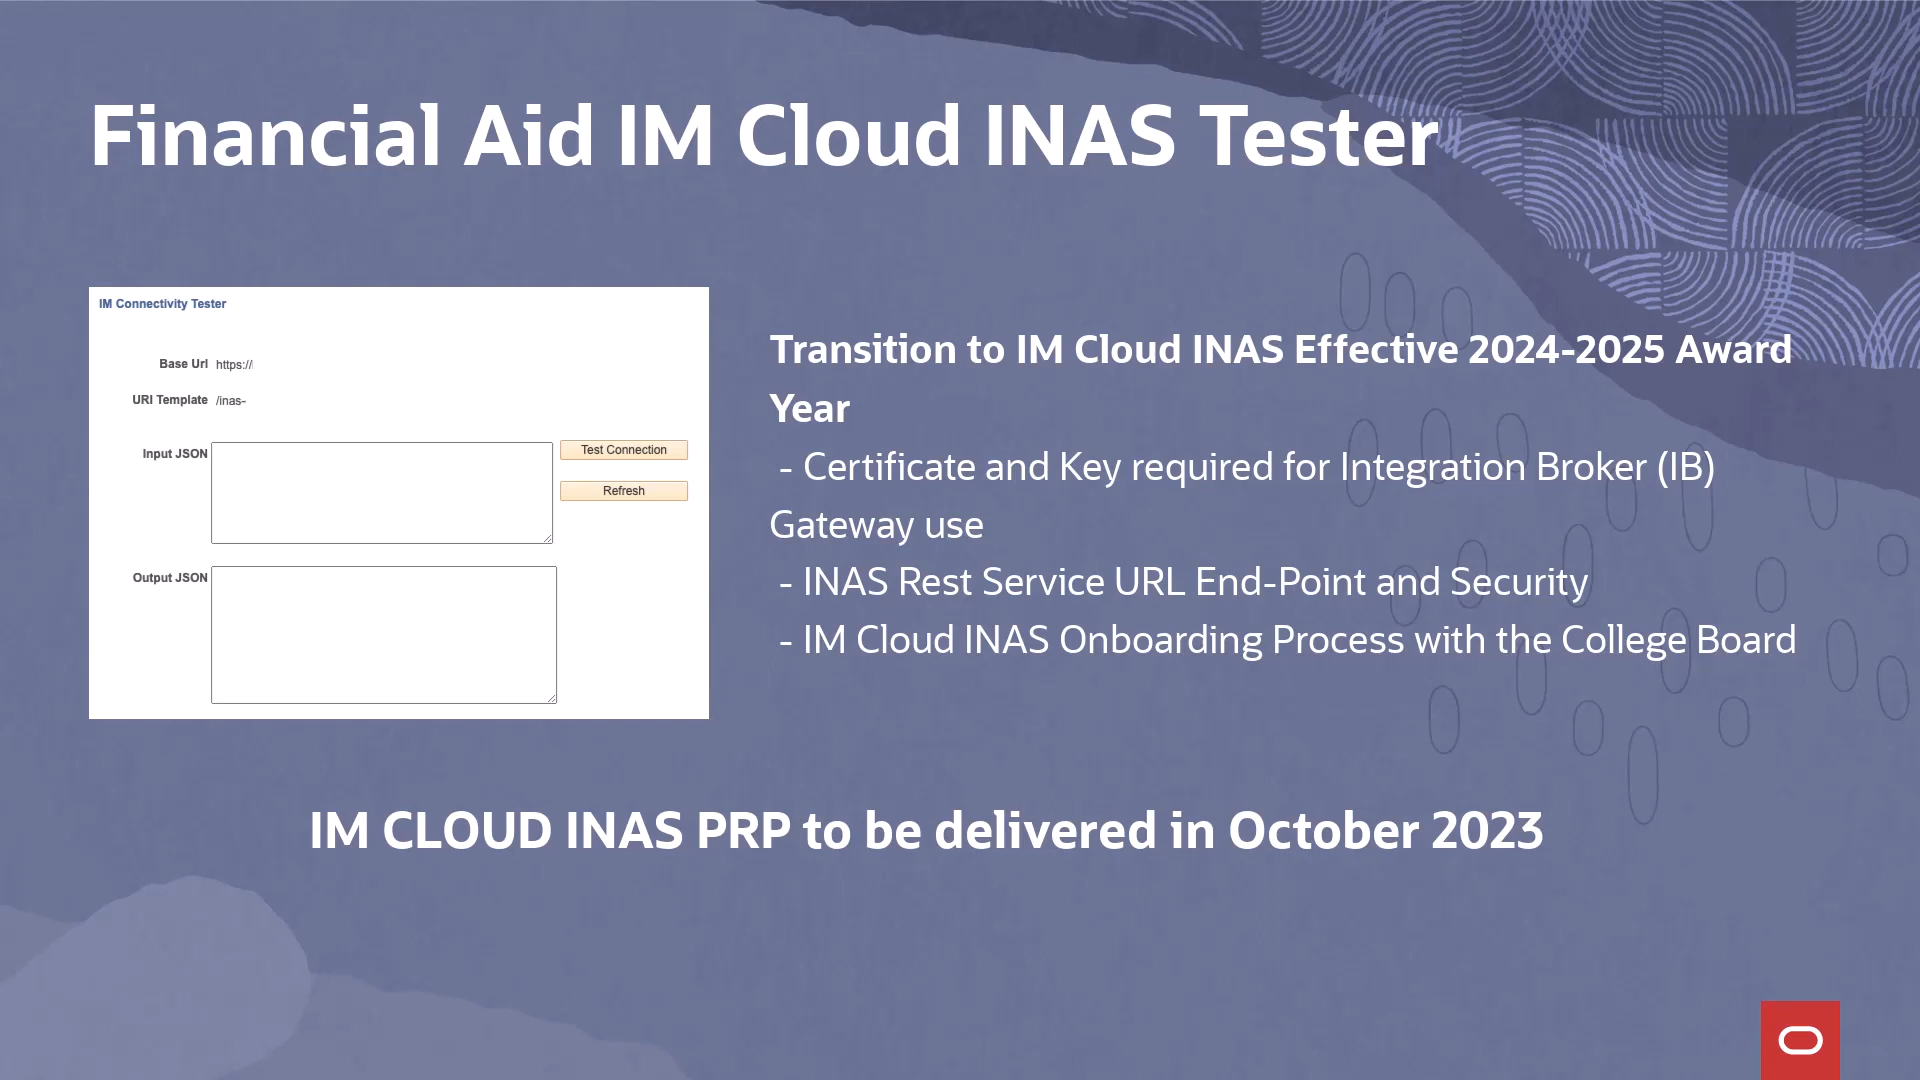 Financial Aid IM Cloud INAS Tester
IM Connectivity Tester
Base Url https://
URI Template /inas-
Input JSON
Test Connection
Refresh
Output JSON
Transition to IM Cloud INAS Effective 2024-2025 Award
Year
- Certificate and Key required for Integration Broker (IB)
Gateway use
- INAS Rest Service URL End-Point and Security
- IM Cloud INAS Onboarding Process with the College Board
IM CLOUD INAS PRP to be delivered in October 2023